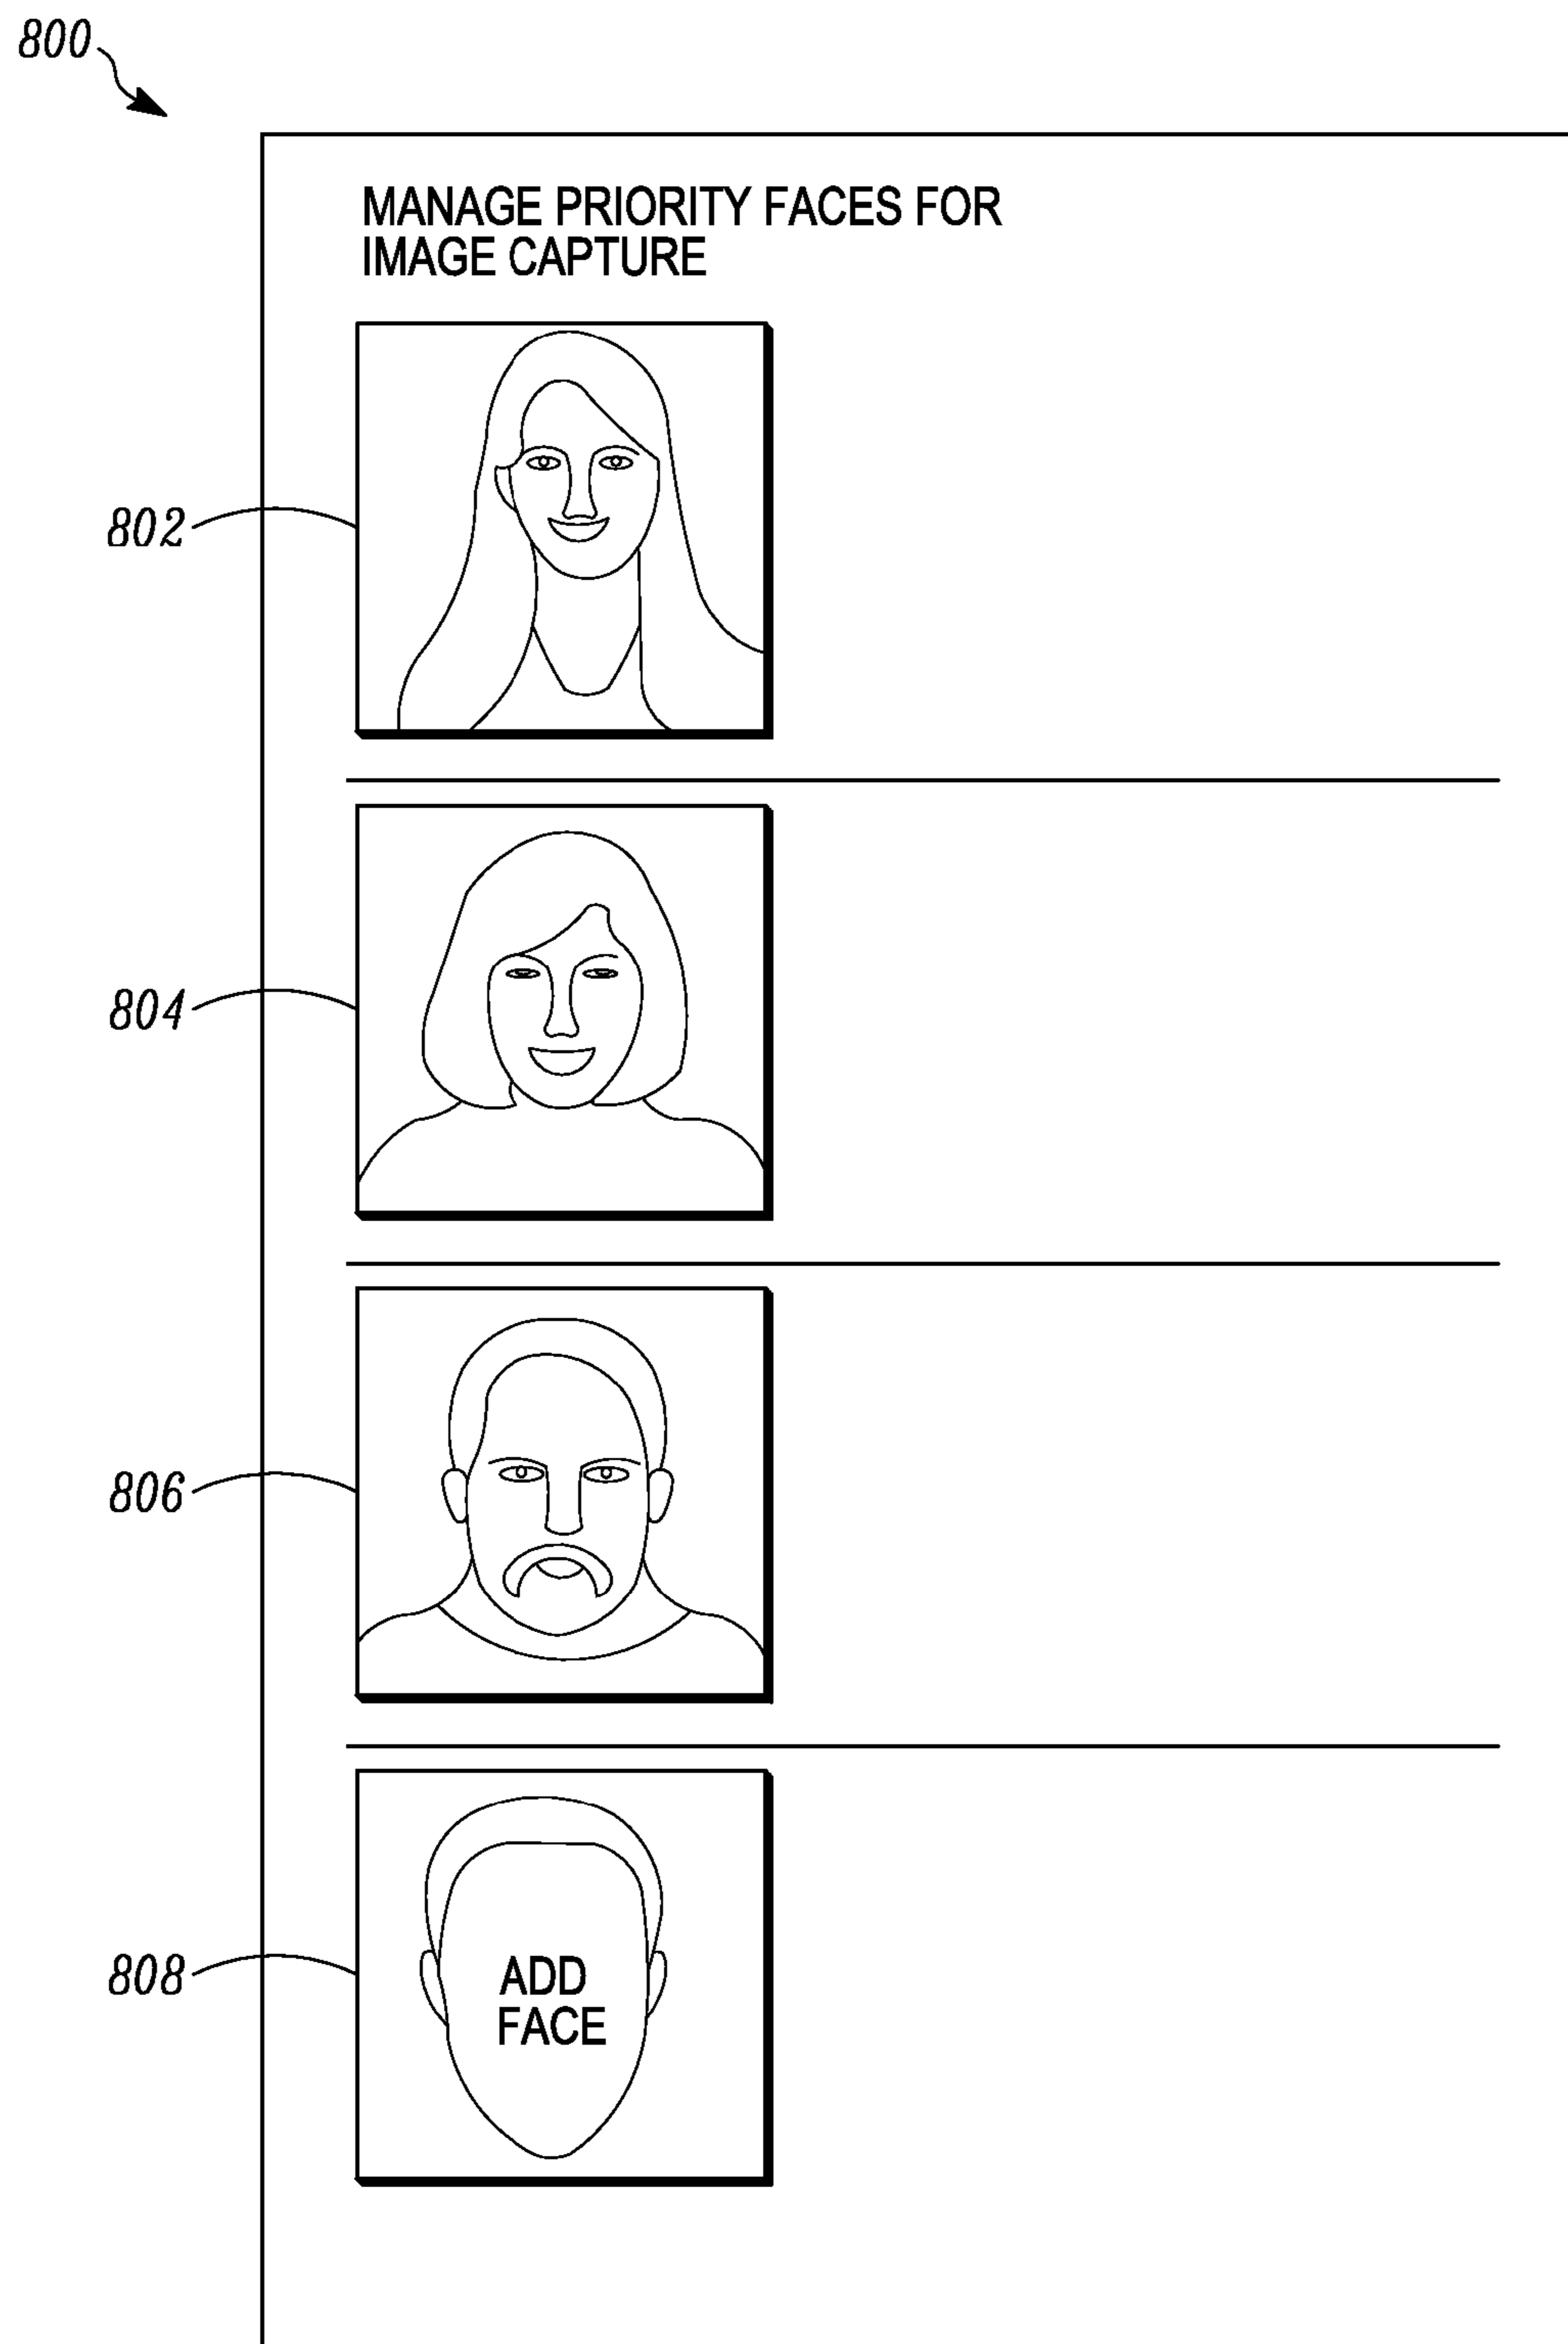 800
MANAGE PRIORITY FACES FOR
IMAGE CAPTURE
802
804
806
808
ADD
FACE